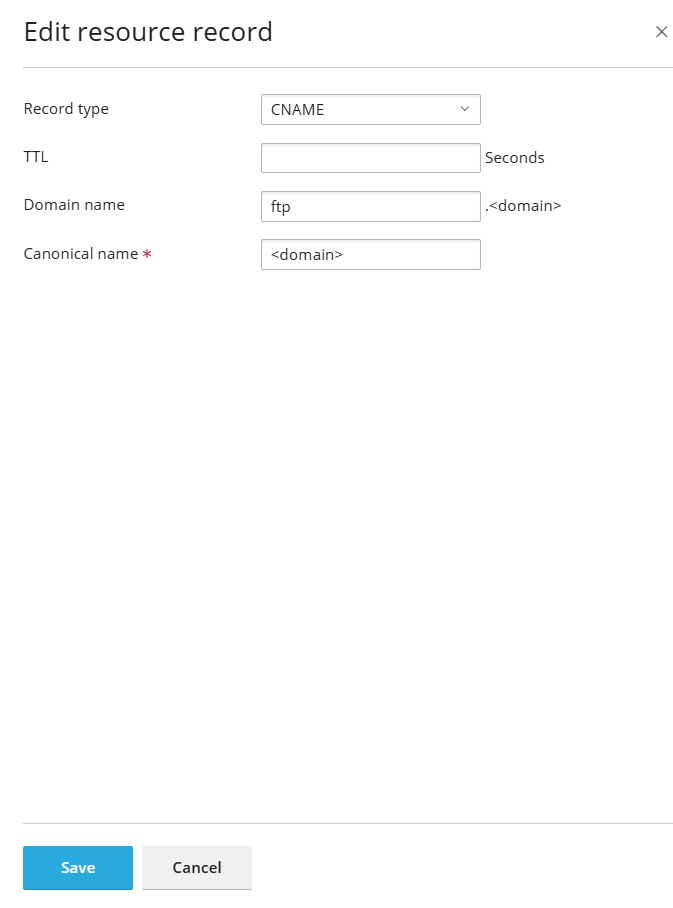 Edit resource record
Record type CNAME
TTL Seconds
Domain name ftp .<domain>
Canonical name * <domain>
Save Cancel